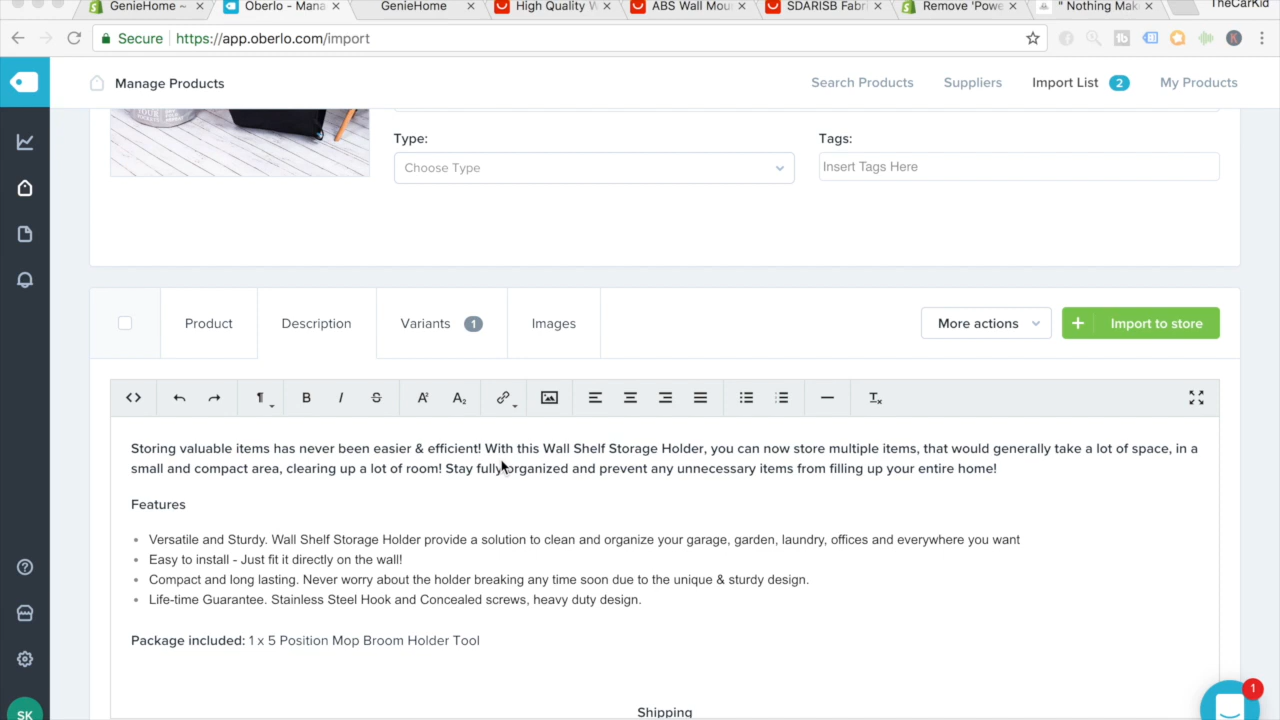 GenieHome ~
Oberlo - Mana
GenieHome
High Quality W
ABS Wall Mou
SDARISB Fabri
Remove 'Powe
" Nothing Mak
TheCarKid
Secure
https://app.oberlo.com/import
Manage Products
Search Products
Suppliers
Import List 2
My Products
Type:
Tags:
Choose Type
Insert Tags Here
Product
Description
Variants 1
Images
More actions
+ Import to store
Storing valuable items has never been easier & efficient! With this Wall Shelf Storage Holder, you can now store multiple items, that would generally take a lot of space, in a
small and compact area, clearing up a lot of room! Stay fully organized and prevent any unnecessary items from filling up your entire home!
Features
Versatile and Sturdy. Wall Shelf Storage Holder provide a solution to clean and organize your garage, garden, laundry, offices and everywhere you want
Easy to install - Just fit it directly on the wall!
Compact and long lasting. Never worry about the holder breaking any time soon due to the unique & sturdy design.
Life-time Guarantee. Stainless Steel Hook and Concealed screws, heavy duty design.
Package included: 1 x 5 Position Mop Broom Holder Tool
Shipping
SK
1